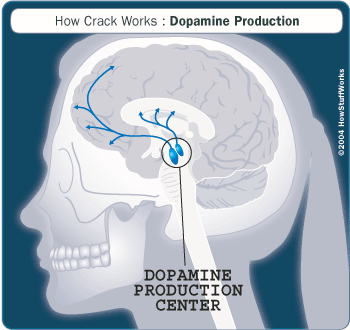 How Crack Works : Dopamine Production
©2004 HowStuffWorks
DOPAMINE
PRODUCTION
CENTER